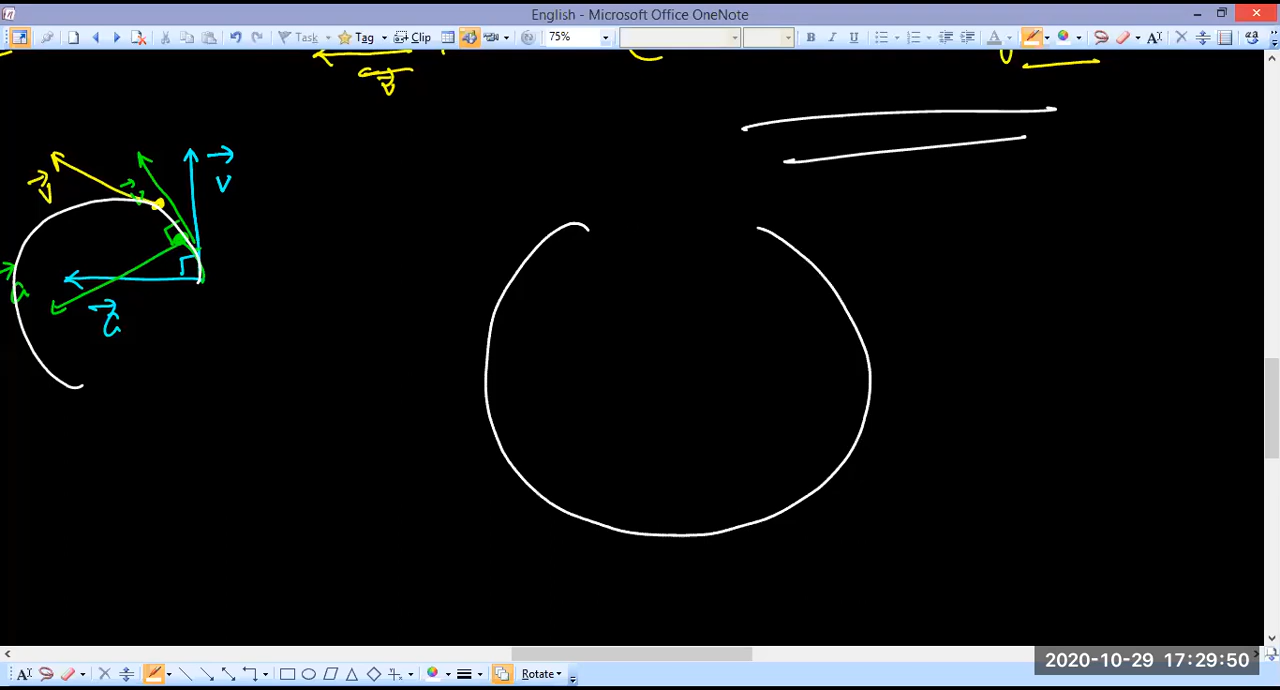 English - Microsoft Office OneNote
Task Tag Clip 75% B I U A
v
v
v
v
a
a
2020-10-29 17:29:50
A Rotate